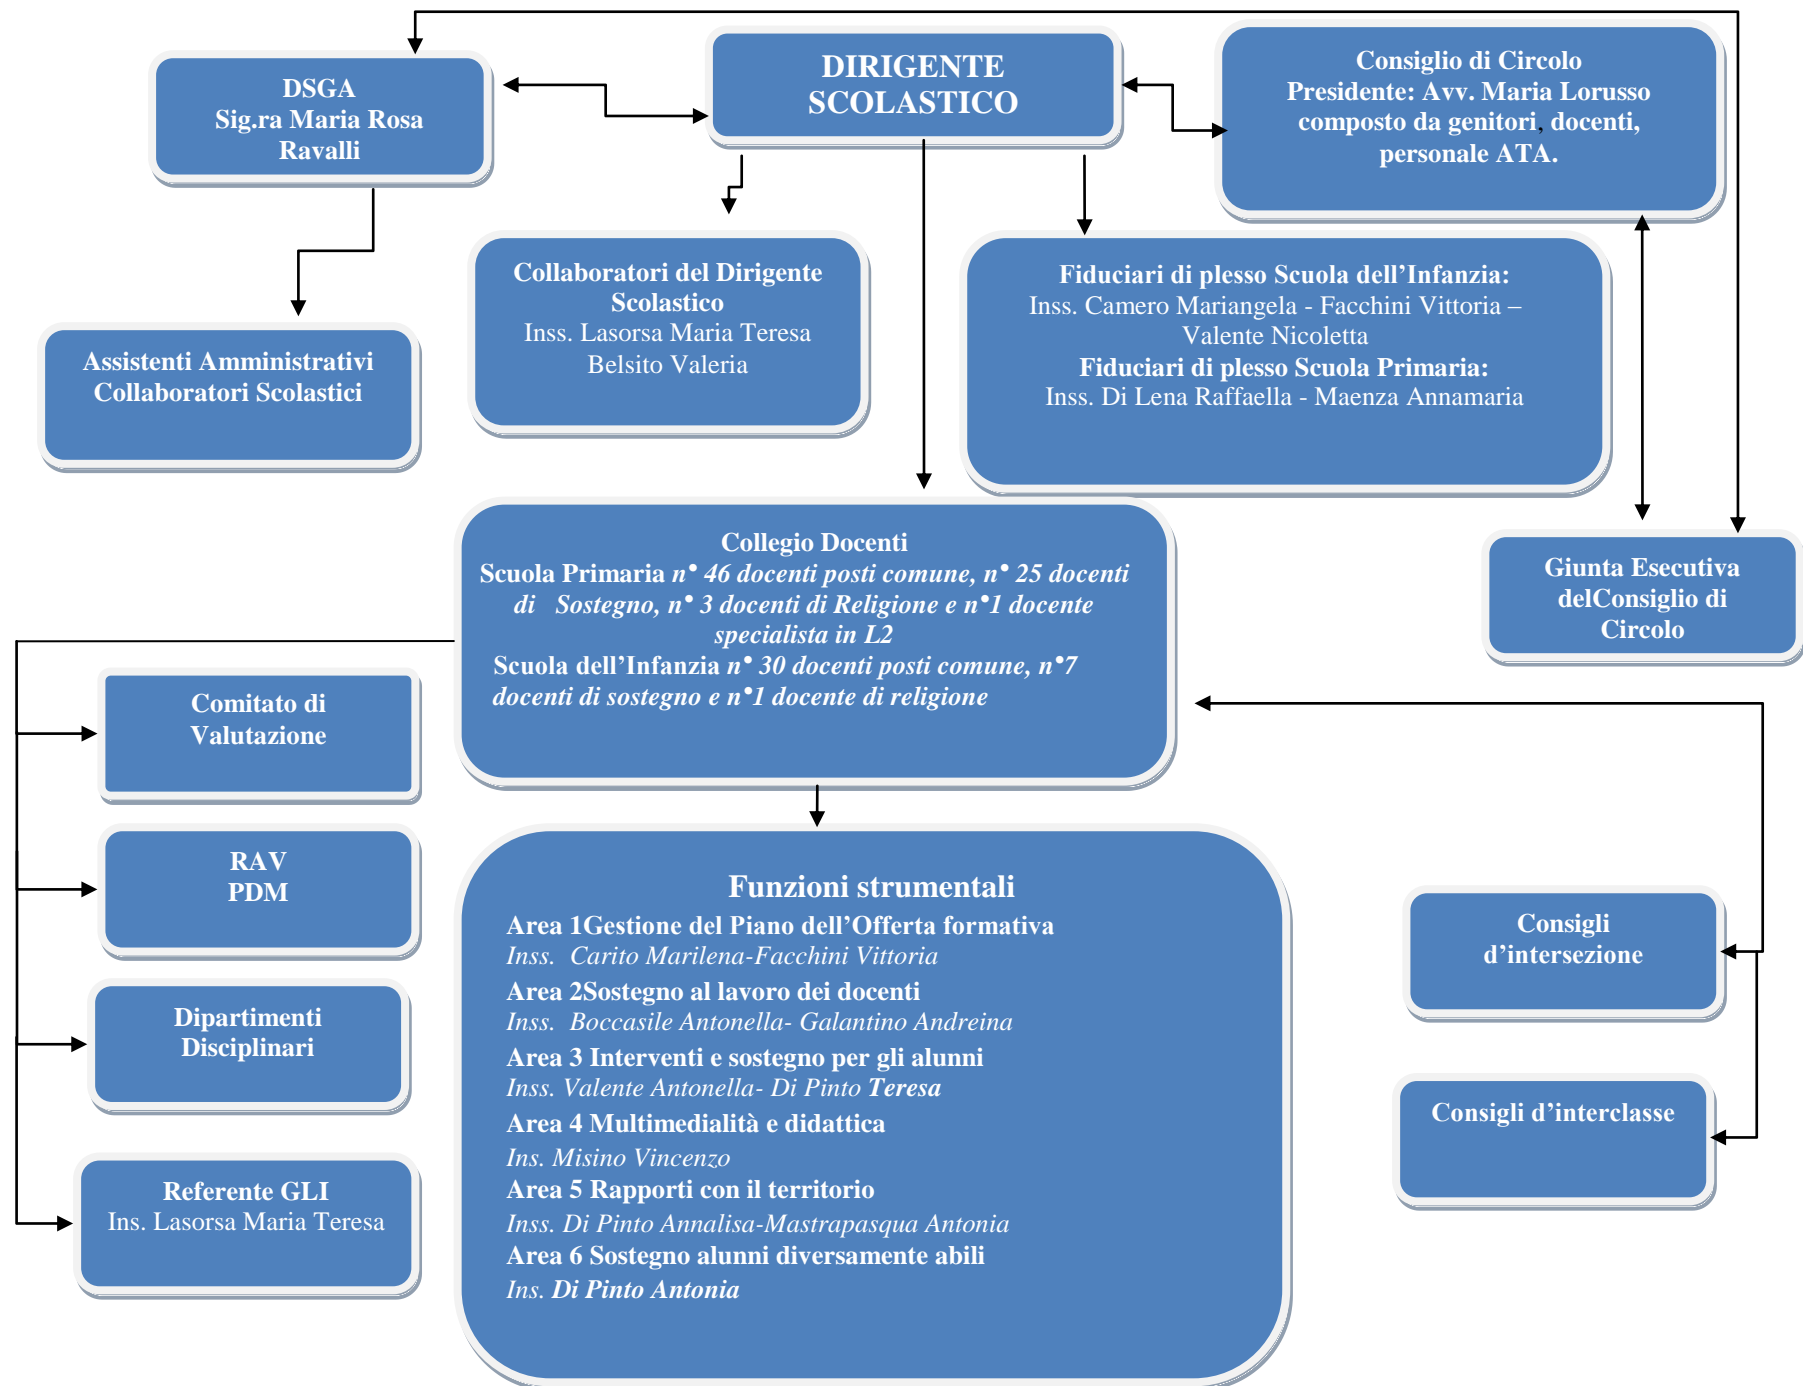 DSGA
Sig.ra Maria Rosa
Ravalli
DIRIGENTE
SCOLASTICO
Consiglio di Circolo
Presidente: Avv. Maria Lorusso
composto da genitori, docenti,
personale ATA.
Assistenti Amministrativi
Collaboratori Scolastici
Collaboratori del Dirigente
Scolastico
Inss. Lasorsa Maria Teresa
Belsito Valeria
Fiduciari di plesso Scuola dell’Infanzia:
Inss. Camero Mariangela - Facchini Vittoria –
Valente Nicoletta
Fiduciari di plesso Scuola Primaria:
Inss. Di Lena Raffaella - Maenza Annamaria
Collegio Docenti
Scuola Primaria n° 46 docenti posti comune, n° 25 docenti
di Sostegno, n° 3 docenti di Religione e n°1 docente
specialista in L2
Scuola dell’Infanzia n° 30 docenti posti comune, n°7
docenti di sostegno e n°1 docente di religione
Giunta Esecutiva
delConsiglio di
Circolo
Comitato di
Valutazione
RAV
PDM
Dipartimenti
Disciplinari
Referente GLI
Ins. Lasorsa Maria Teresa
Funzioni strumentali
Area 1Gestione del Piano dell’Offerta formativa
Inss. Carito Marilena-Facchini Vittoria
Area 2Sostegno al lavoro dei docenti
Inss. Boccasile Antonella- Galantino Andreina
Area 3 Interventi e sostegno per gli alunni
Inss. Valente Antonella- Di Pinto Teresa
Area 4 Multimedialità e didattica
Ins. Misino Vincenzo
Area 5 Rapporti con il territorio
Inss. Di Pinto Annalisa-Mastrapasqua Antonia
Area 6 Sostegno alunni diversamente abili
Ins. Di Pinto Antonia
Consigli
d’intersezione
Consigli d’interclasse